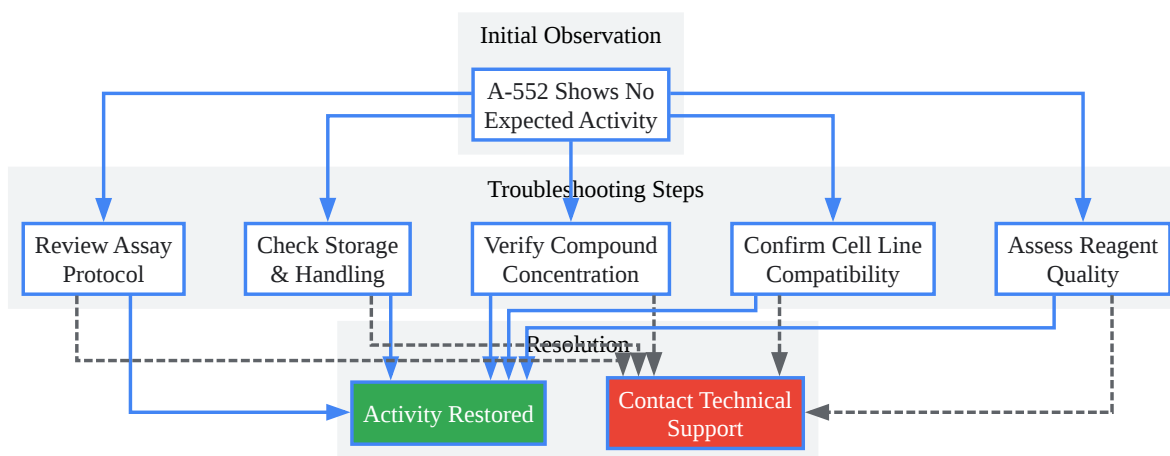 Initial Observation
A-552 Shows No
Expected Activity
Troubleshooting Steps
Review Assay
Protocol
Check Storage
& Handling
Verify Compound
Concentration
Confirm Cell Line
Compatibility
Assess Reagent
Quality
Resolution
Activity Restored
Contact Technical
Support